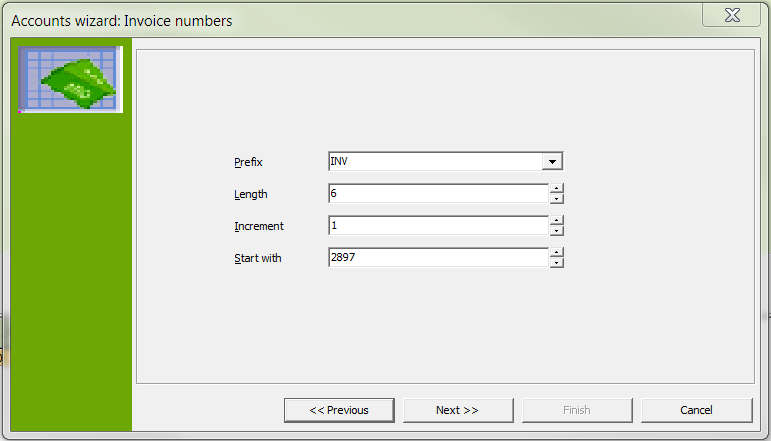 Accounts wizard: Invoice numbers
Prefix INV
Length 6
Increment 1
Start with 2897
<< Previous Next >> Finish Cancel